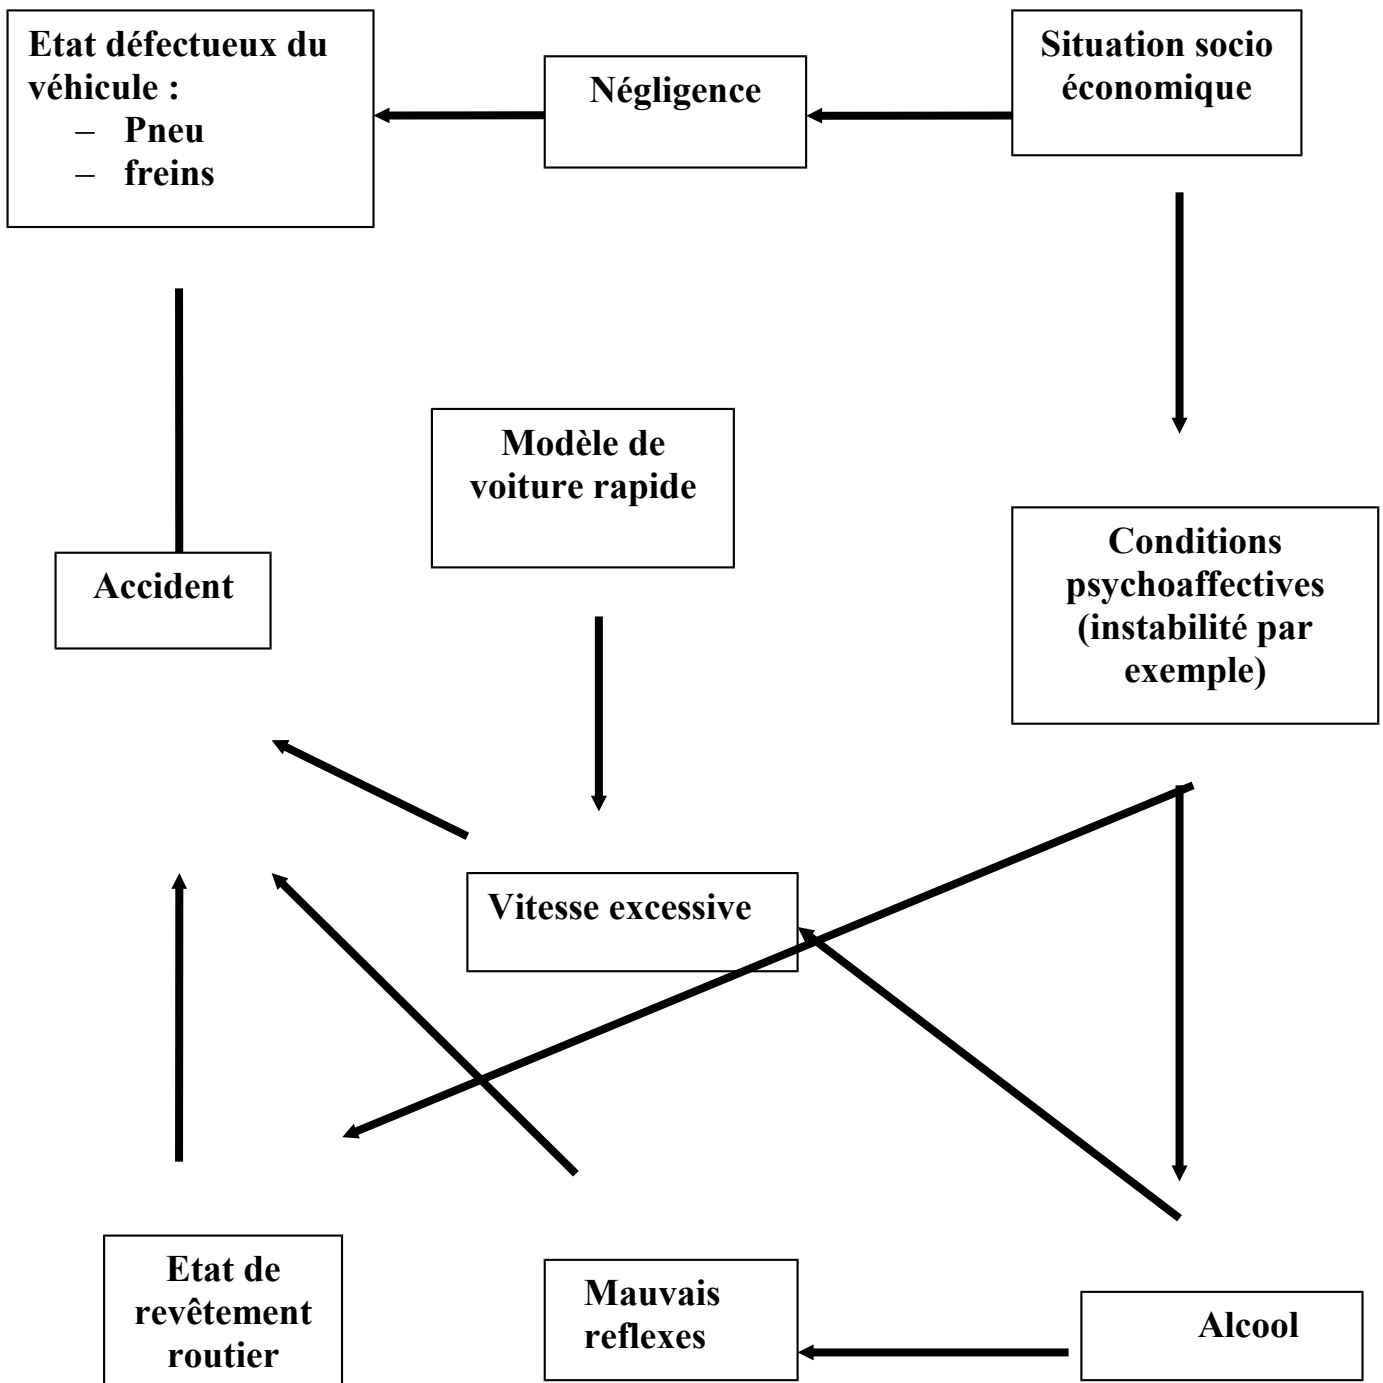 Etat défectueux du
véhicule :
– Pneu
– freins
Négligence
Situation socio
économique
Modèle de
voiture rapide
Accident
Conditions
psychoaffectives
(instabilité par
exemple)
Vitesse excessive
Etat de
revêtement
routier
Mauvais
reflexes
Alcool